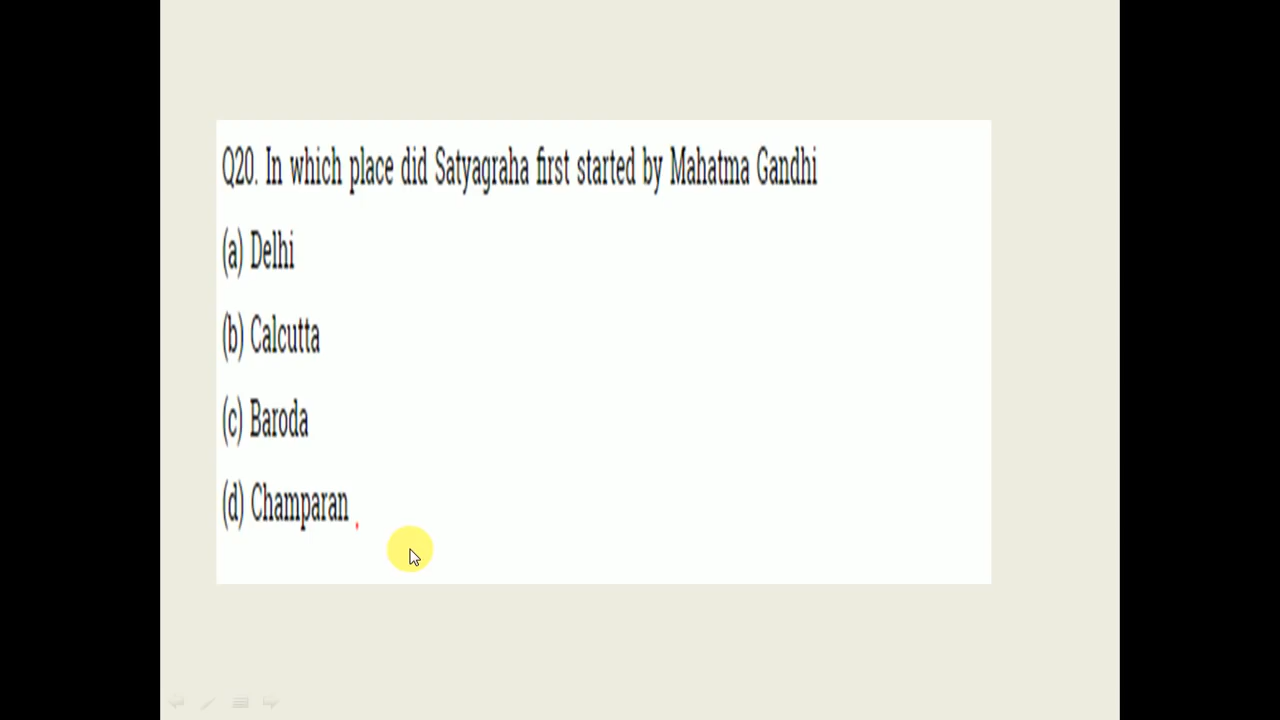 Q20. In which place did Satyagraha first started by Mahatma Gandhi
(a) Delhi
(b) Calcutta
(c) Baroda
(d) Champaran